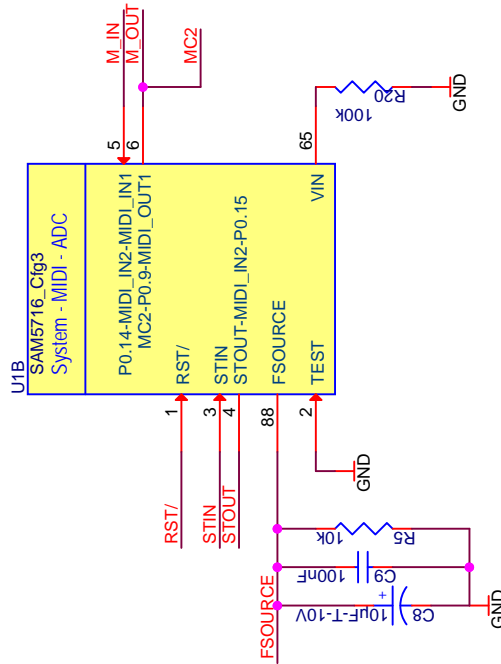 U1B
SAM5716_Cfg3
System - MIDI - ADC
M_IN
M_OUT
MC2
5
6
P0.14-MIDI_IN2-MIDI_IN1
MC2-P0.9-MIDI_OUT1
RST/
1
RST/
STIN
3
STIN
STOUT-MIDI_IN2-P0.15
4
STOUT
FSOURCE
88
FSOURCE
TEST
2
GND
VIN
65
R20
100k
GND
R5
10k
C9
100nF
C8
+
10µF-T-10V
GND